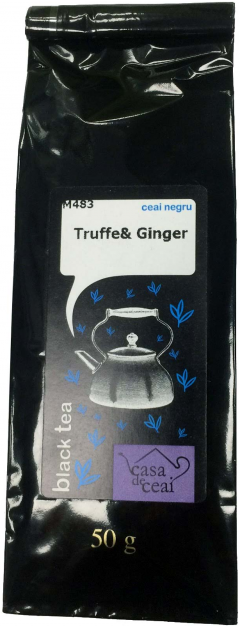 M483
ceai negru
Truffe& Ginger
black tea
casa
de
ceai
50 g